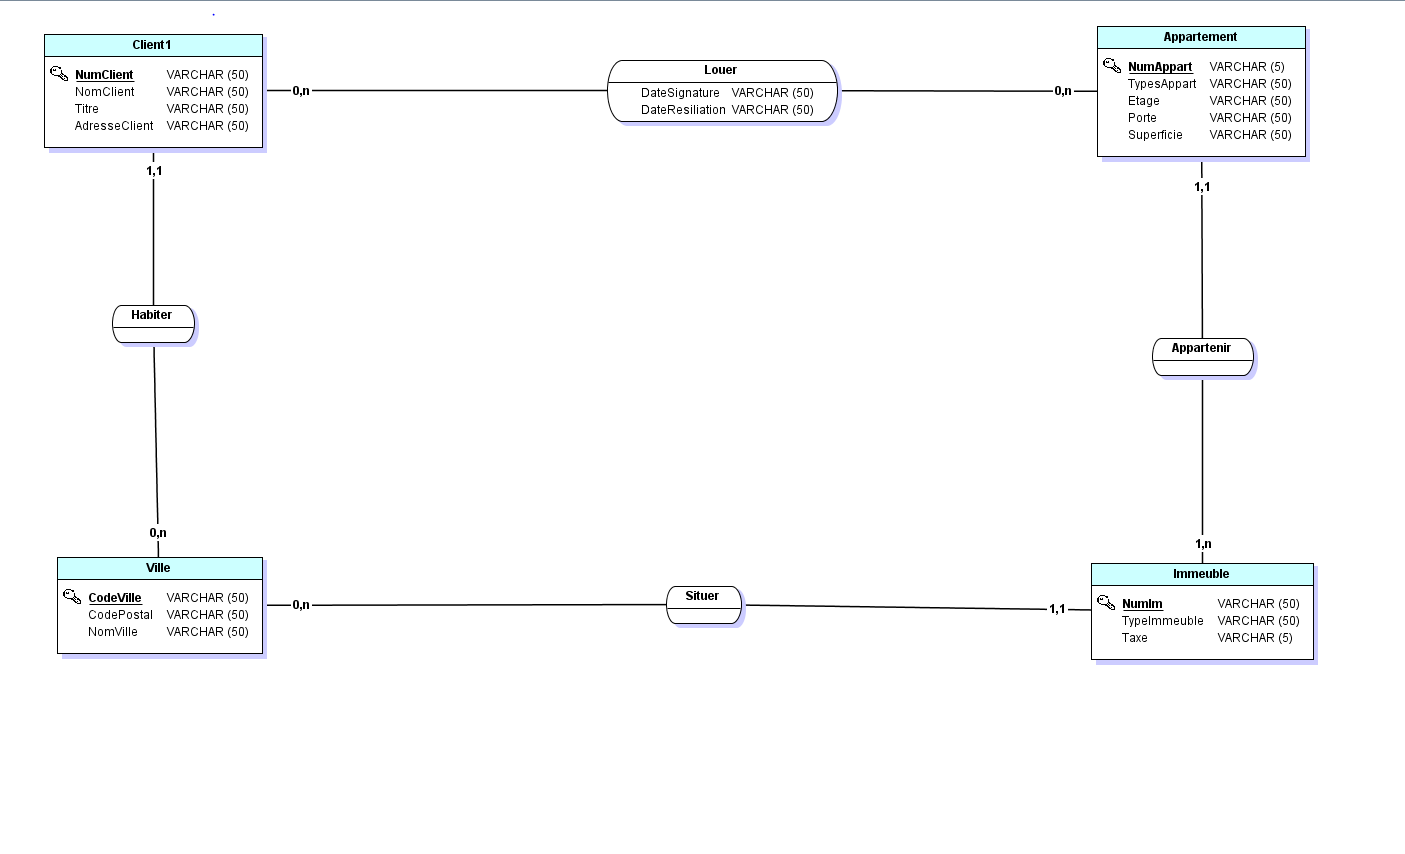 Client1
NumClient VARCHAR (50)
NomClient VARCHAR (50)
Titre VARCHAR (50)
AdresseClient VARCHAR (50)
0,n
Louer
DateSignature VARCHAR (50)
DateResiliation VARCHAR (50)
0,n
Appartement
NumAppart VARCHAR (5)
TypesAppart VARCHAR (50)
Etage VARCHAR (50)
Porte VARCHAR (50)
Superficie VARCHAR (50)
1,1
1,1
Habiter
Appartenir
0,n
1,n
Ville
CodeVille VARCHAR (50)
CodePostal VARCHAR (50)
NomVille VARCHAR (50)
0,n
Situer
1,1
Immeuble
NumIm VARCHAR (50)
TypeImmeuble VARCHAR (50)
Taxe VARCHAR (5)